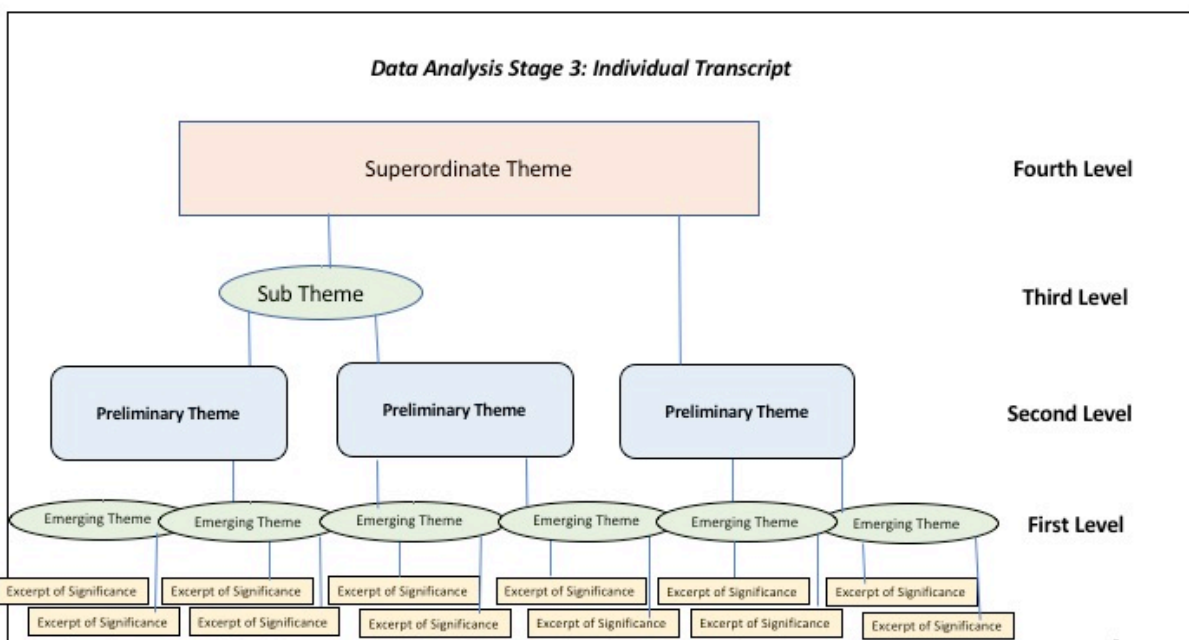 Data Analysis Stage 3: Individual Transcript
Superordinate Theme
Fourth Level
Sub Theme
Third Level
Preliminary Theme
Preliminary Theme
Preliminary Theme
Second Level
Emerging Theme
Emerging Theme
Emerging Theme
Emerging Theme
Emerging Theme
Emerging Theme
First Level
Excerpt of Significance
Excerpt of Significance
Excerpt of Significance
Excerpt of Significance
Excerpt of Significance
Excerpt of Significance
Excerpt of Significance
Excerpt of Significance
Excerpt of Significance
Excerpt of Significance
Excerpt of Significance
Excerpt of Significance